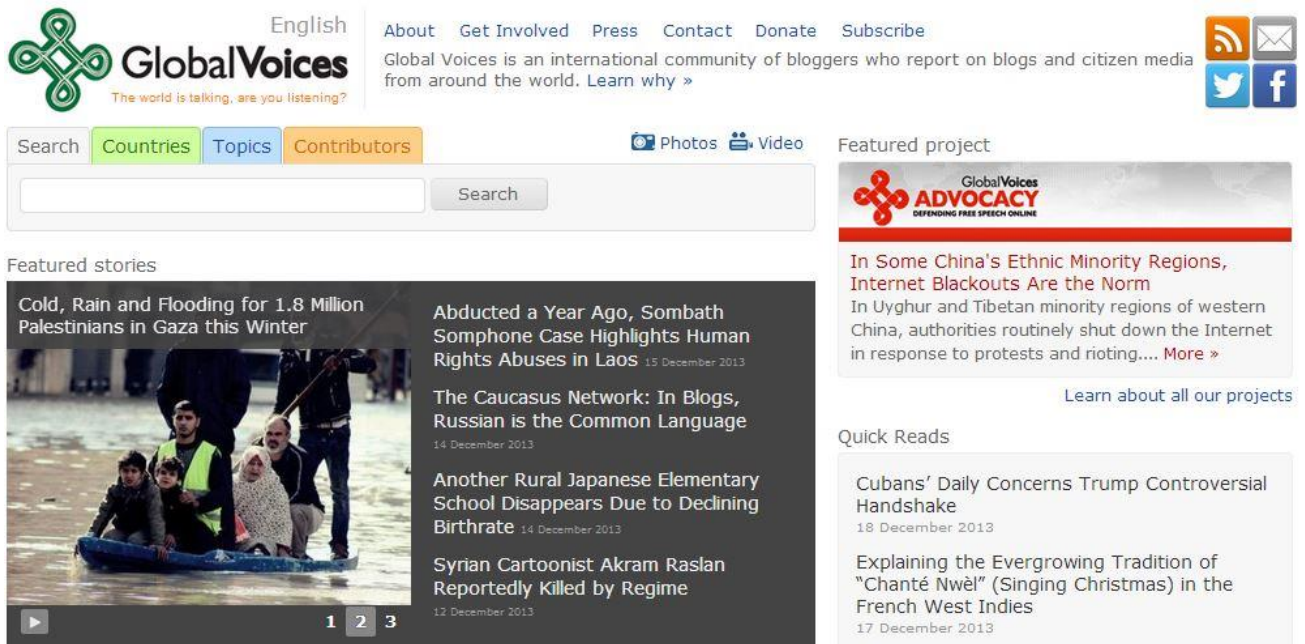 English
GlobalVoices
The world is talking, are you listening?
About Get Involved Press Contact Donate Subscribe
Global Voices is an international community of bloggers who report on blogs and citizen media
from around the world. Learn why »
Search Countries Topics Contributors
Photos Video
Search
Featured stories
Cold, Rain and Flooding for 1.8 Million
Palestinians in Gaza this Winter
1 2 3
Abducted a Year Ago, Sombath
Somphone Case Highlights Human
Rights Abuses in Laos 15 December 2013
The Caucasus Network: In Blogs,
Russian is the Common Language
14 December 2013
Another Rural Japanese Elementary
School Disappears Due to Declining
Birthrate 14 December 2013
Syrian Cartoonist Akram Raslan
Reportedly Killed by Regime
12 December 2013
Featured project
GlobalVoices
ADVOCACY
DEFENDING FREE SPEECH ONLINE
In Some China's Ethnic Minority Regions,
Internet Blackouts Are the Norm
In Uyghur and Tibetan minority regions of western
China, authorities routinely shut down the Internet
in response to protests and rioting.... More »
Learn about all our projects
Quick Reads
Cubans' Daily Concerns Trump Controversial
Handshake
18 December 2013
Explaining the Evergrowing Tradition of
“Chanté Nwèl” (Singing Christmas) in the
French West Indies
17 December 2013